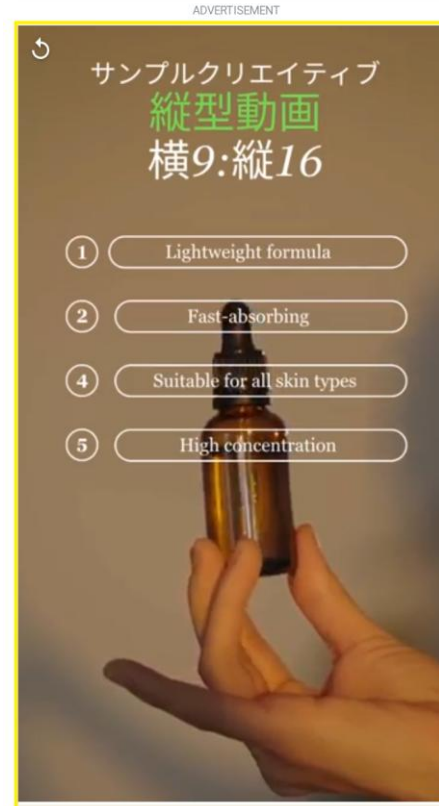 ADVERTISEMENT
サンプルクリエイティブ
縦型動画
横9:縦16
1 Lightweight formula
2 Fast-absorbing
4 Suitable for all skin types
5 High concentration